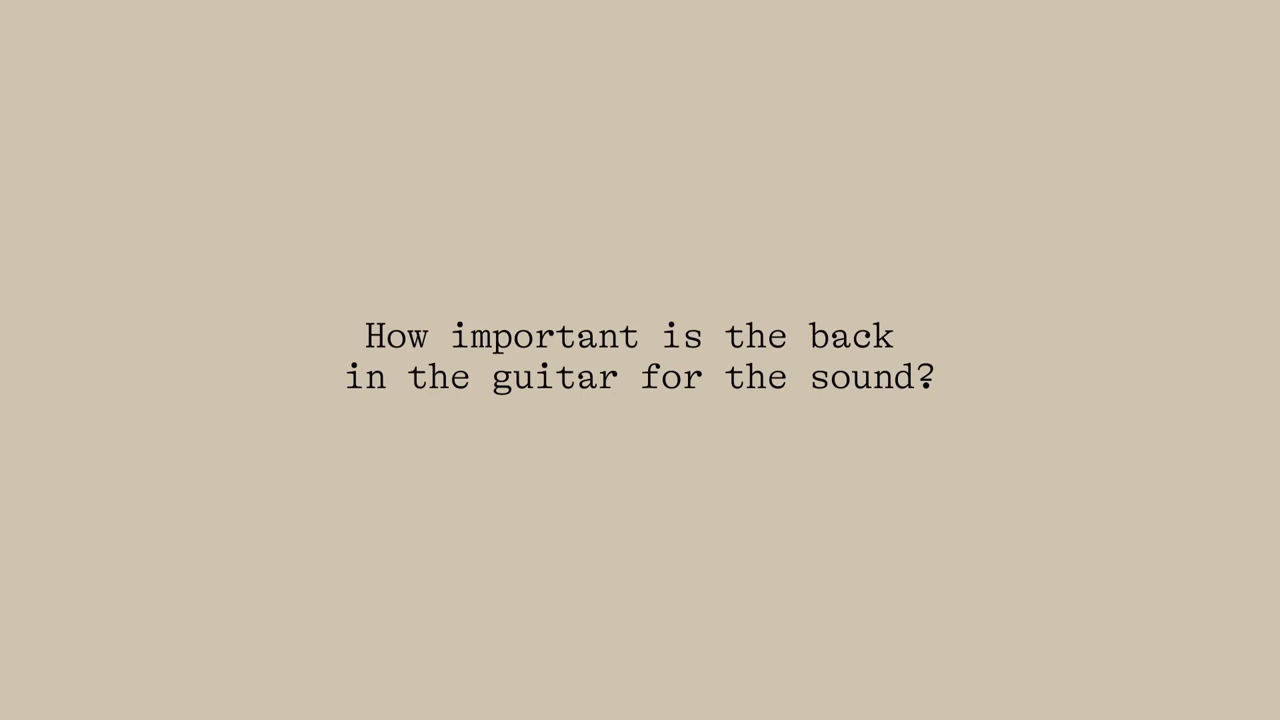 How important is the back
in the guitar for the sound?